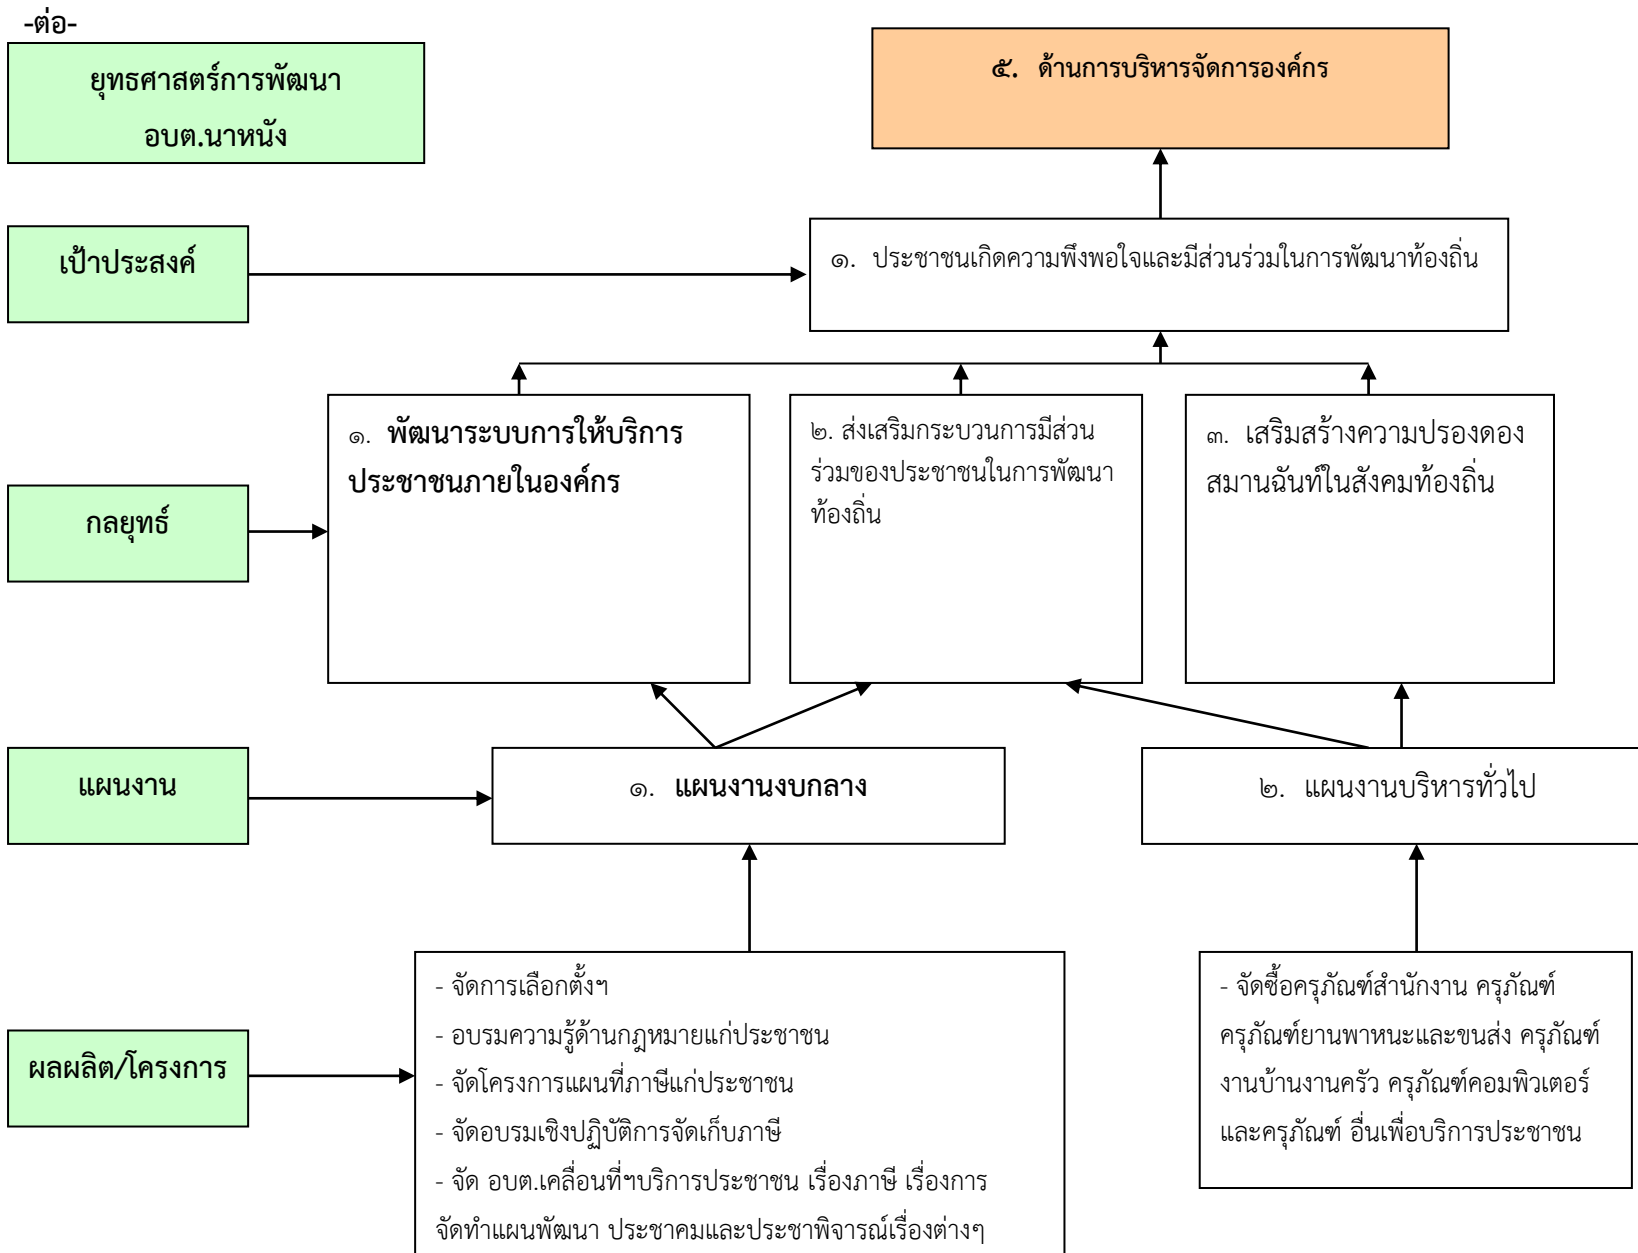 -ต่อ-
ยุทธศาสตร์การพัฒนา
อบต.นาหนัง
๕. ด้านการบริหารจัดการองค์กร
เป้าประสงค์
๑. ประชาชนเกิดความพึงพอใจและมีส่วนร่วมในการพัฒนาท้องถิ่น
กลยุทธ์
๑. พัฒนาระบบการให้บริการ
ประชาชนภายในองค์กร
๒. ส่งเสริมกระบวนการมีส่วน
ร่วมของประชาชนในการพัฒนา
ท้องถิ่น
๓. เสริมสร้างความปรองดอง
สมานฉันท์ในสังคมท้องถิ่น
แผนงาน
๑. แผนงานงบกลาง
๒. แผนงานบริหารทั่วไป
ผลผลิต/โครงการ
- จัดการเลือกตั้งฯ
- อบรมความรู้ด้านกฎหมายแก่ประชาชน
- จัดโครงการแผนที่ภาษีแก่ประชาชน
- จัดอบรมเชิงปฏิบัติการจัดเก็บภาษี
- จัด อบต.เคลื่อนที่ฯบริการประชาชน เรื่องภาษี เรื่องการ
จัดทำแผนพัฒนา ประชาคมและประชาพิจารณ์เรื่องต่างๆ
- จัดซื้อครุภัณฑ์สำนักงาน ครุภัณฑ์
ครุภัณฑ์ยานพาหนะและขนส่ง ครุภัณฑ์
งานบ้านงานครัว ครุภัณฑ์คอมพิวเตอร์
และครุภัณฑ์ อื่นเพื่อบริการประชาชน